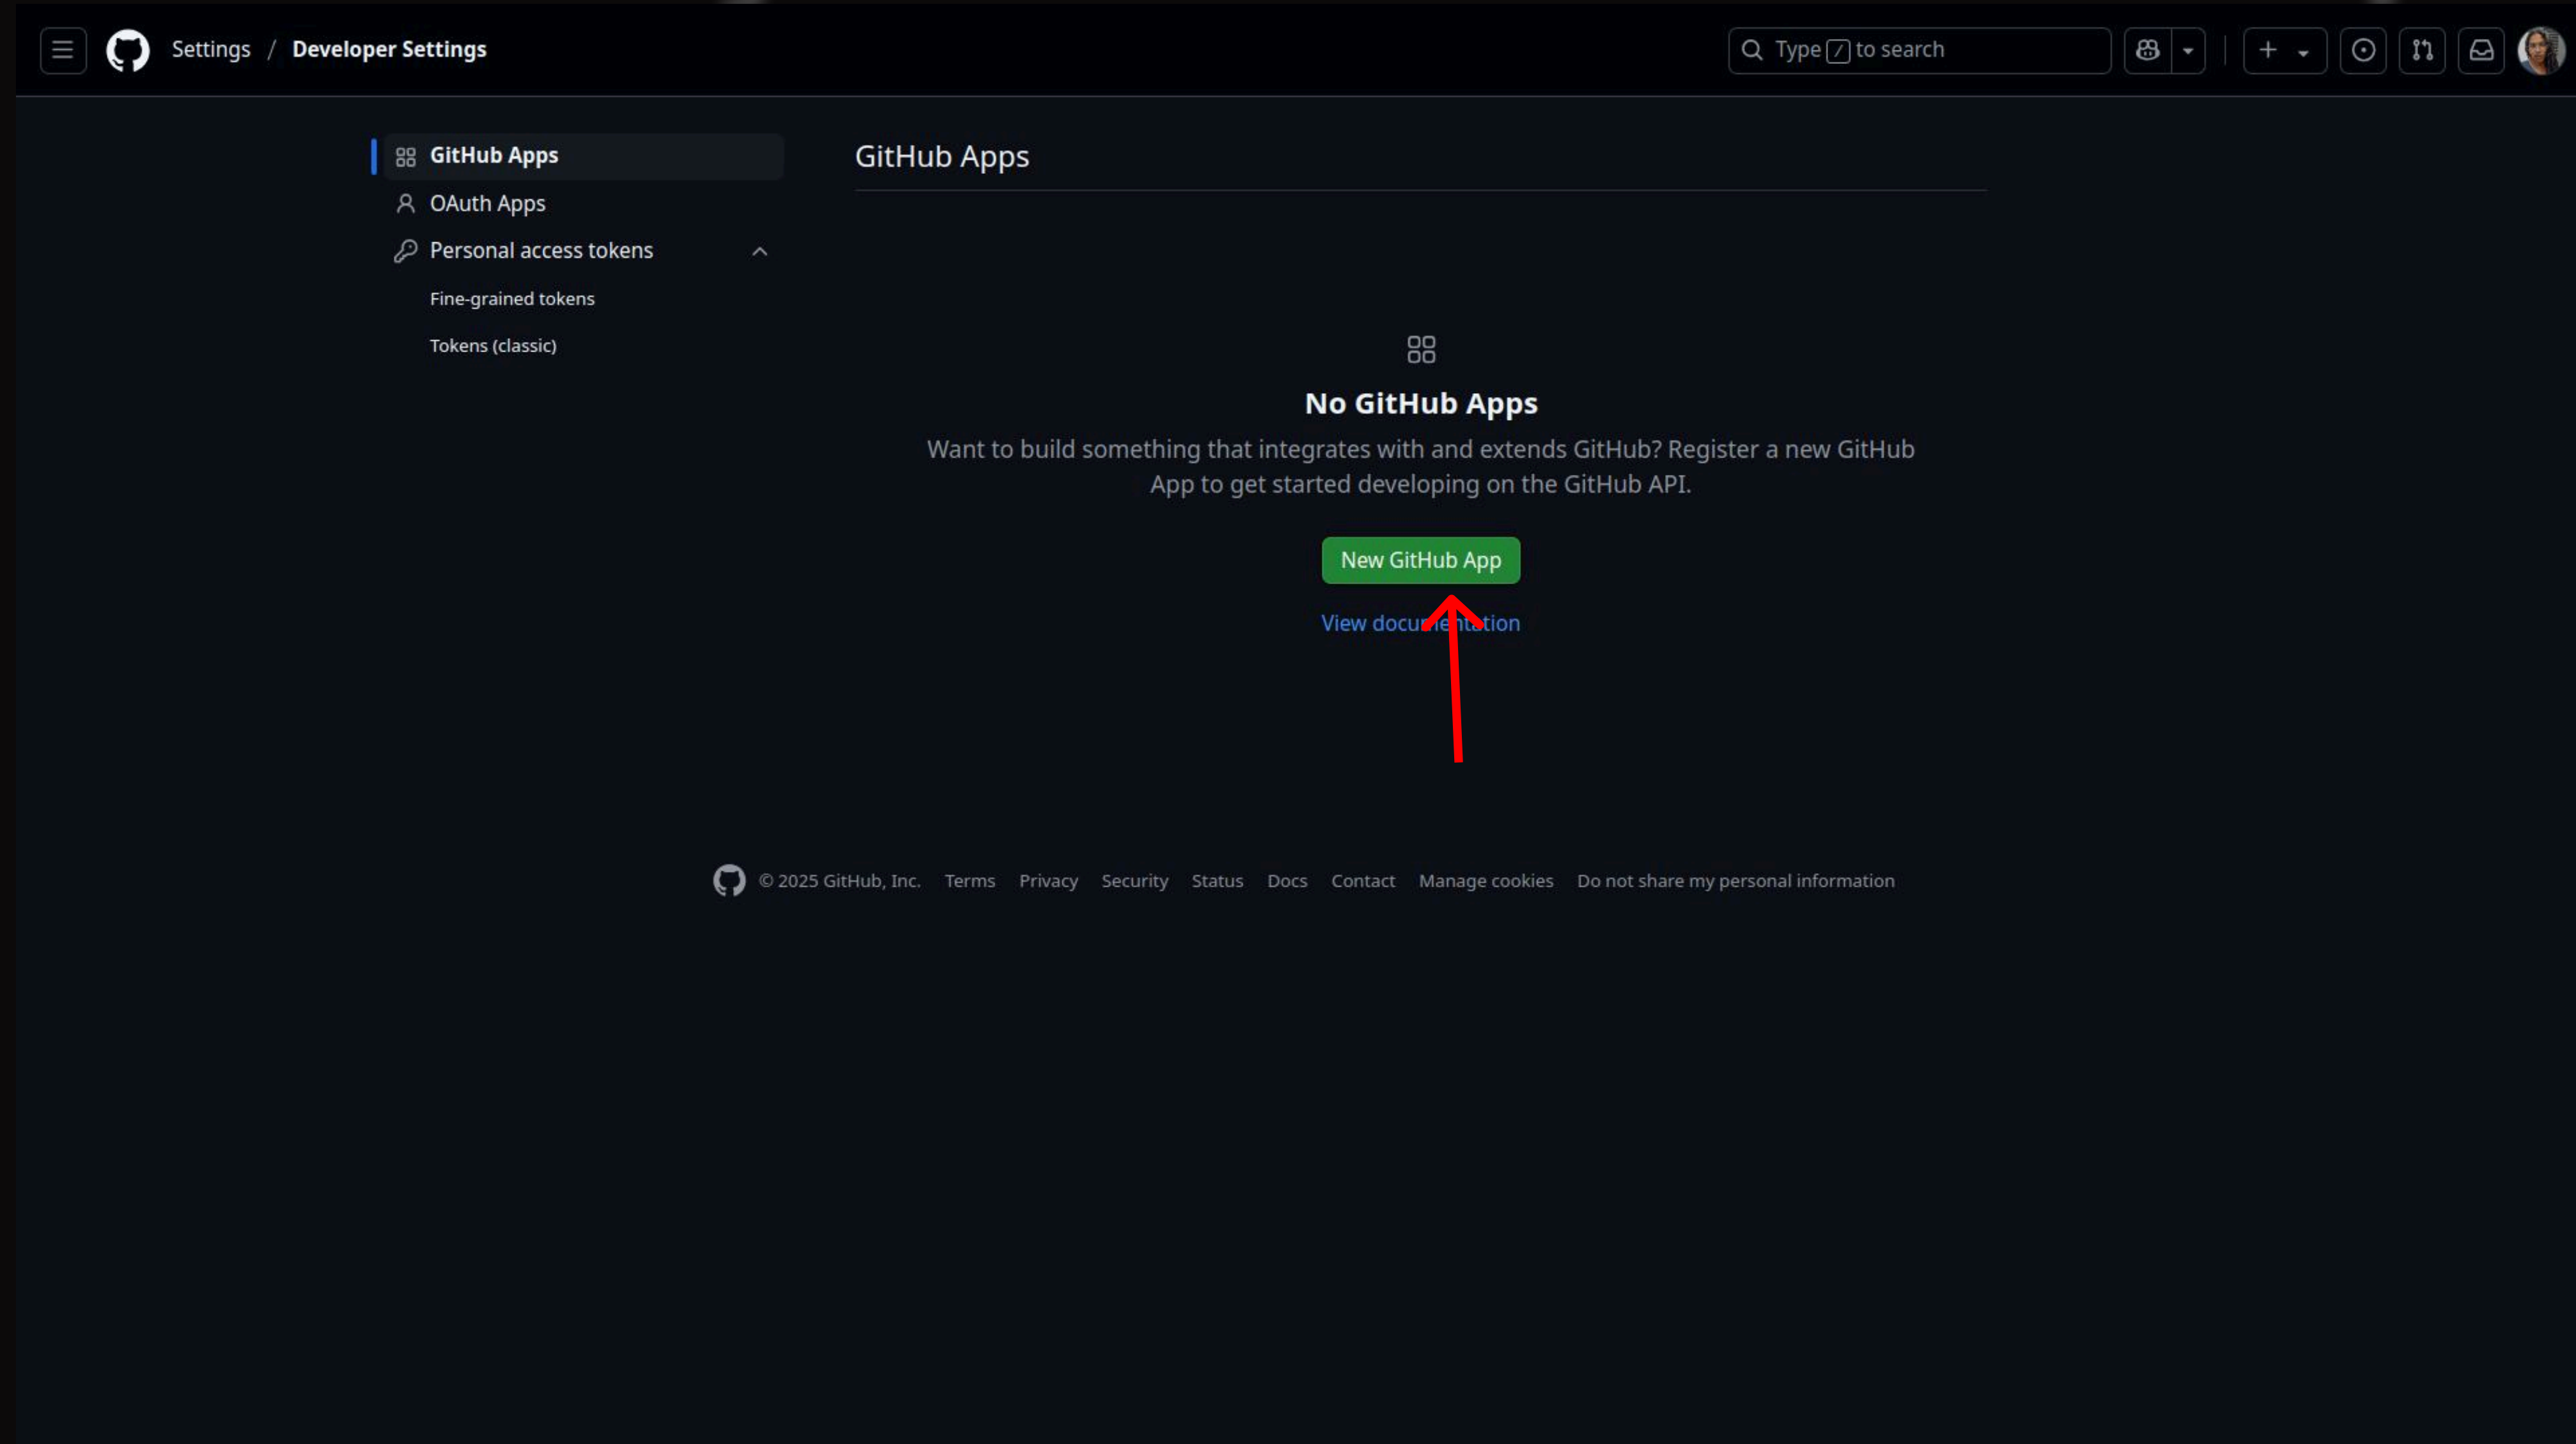 Settings / Developer Settings
Type / to search
GitHub Apps
OAuth Apps
Personal access tokens
Fine-grained tokens
Tokens (classic)
GitHub Apps
No GitHub Apps
Want to build something that integrates with and extends GitHub? Register a new GitHub
App to get started developing on the GitHub API.
New GitHub App
View documentation
© 2025 GitHub, Inc. Terms Privacy Security Status Docs Contact Manage cookies Do not share my personal information